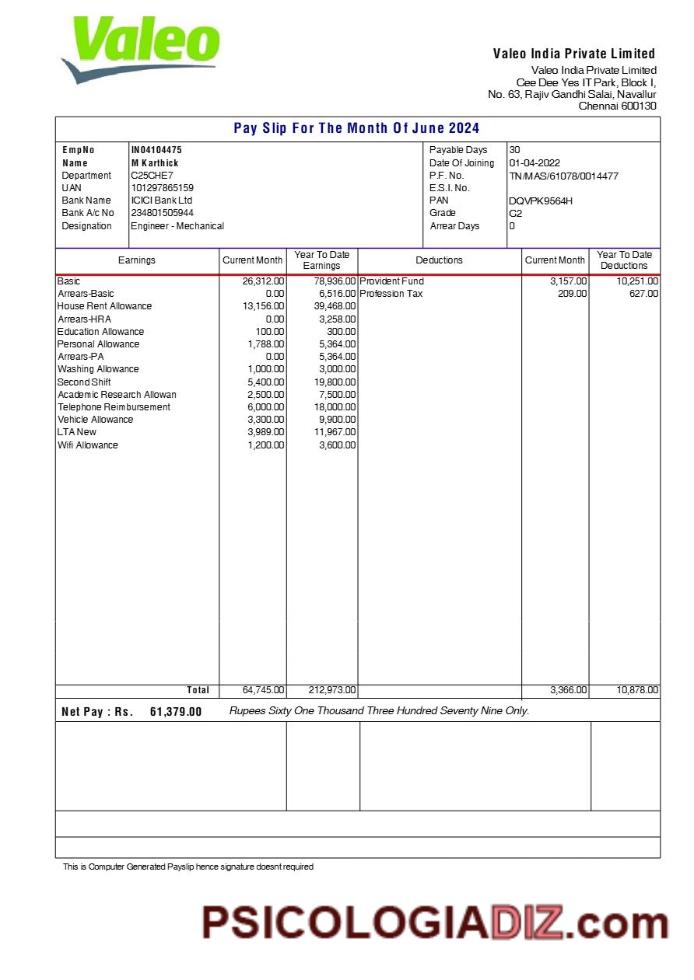 Valeo
Valeo India Private Limited
Valeo India Private Limited
Cee Dee Yes IT Park, Block I,
No. 63, Rajiv Gandhi Salai, Navallur
Chennai 600130
Pay Slip For The Month Of June 2024
EmpNo IN04104475 Payable Days 30
Name M Karthick Date Of Joining 01-04-2022
Department C25CHE7 P.F. No. TN/MAS/61078/0014477
UAN 101297865159 E.S.I. No.
Bank Name ICICI Bank Ltd PAN DQVPK9564H
Bank A/c No 234801505944 Grade G2
Designation Engineer - Mechanical Arrear Days 0
Earnings Current Month Year To Date Earnings Deductions Current Month Year To Date Deductions
Basic 26,312.00 78,936.00 Provident Fund 3,157.00 10,251.00
Arrears-Basic 0.00 6,516.00 Profession Tax 209.00 627.00
House Rent Allowance 13,156.00 39,468.00
Arrears-HRA 0.00 3,258.00
Education Allowance 100.00 300.00
Personal Allowance 1,788.00 5,364.00
Arrears-PA 0.00 5,364.00
Washing Allowance 1,000.00 3,000.00
Second Shift 5,400.00 19,800.00
Academic Research Allowan 2,500.00 7,500.00
Telephone Reimbursement 6,000.00 18,000.00
Vehicle Allowance 3,300.00 9,900.00
LTA New 3,989.00 11,967.00
Wifi Allowance 1,200.00 3,600.00
Total 64,745.00 212,973.00 3,366.00 10,878.00
Net Pay : Rs. 61,379.00 Rupees Sixty One Thousand Three Hundred Seventy Nine Only.
This is Computer Generated Payslip hence signature doesnt required
PSICOLOGIADIZ.com